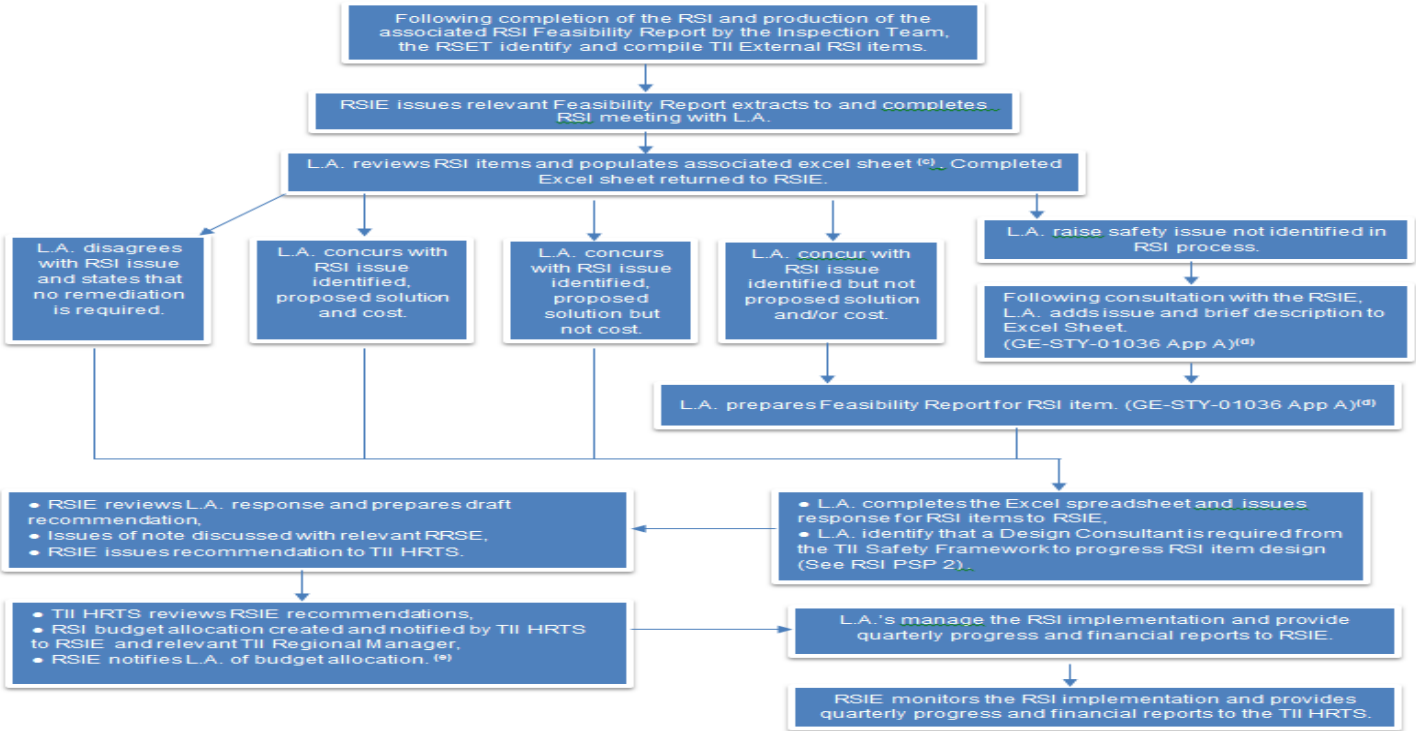 Following completion of the RSI and production of the
associated RSI Feasibility Report by the Inspection Team,
the RSET identify and compile TII External RSI items.
RSIE issues relevant Feasibility Report extracts to and completes
RSI meeting with L.A.
L.A. reviews RSI items and populates associated excel sheet (c). Completed
Excel sheet returned to RSIE.
L.A. disagrees
with RSI issue
and states that
no remediation
is required.
L.A. concurs with
RSI issue
identified,
proposed solution
and cost.
L.A. concurs
with RSI issue
identified,
proposed
solution but
not cost.
L.A. concur with
RSI issue
identified but not
proposed solution
and/or cost.
L.A. raise safety issue not identified in
RSI process.
Following consultation with the RSIE,
L.A. adds issue and brief description to
Excel Sheet.
(GE-STY-01036 App A)(d)
L.A. prepares Feasibility Report for RSI item. (GE-STY-01036 App A)(d)
● RSIE reviews L.A. response and prepares draft
recommendation,
● Issues of note discussed with relevant RRSE,
● RSIE issues recommendation to TII HRTS.
● L.A. completes the Excel spreadsheet and issues
response for RSI items to RSIE,
● L.A. identify that a Design Consultant is required from
the TII Safety Framework to progress RSI item design
(See RSI PSP 2).
● TII HRTS reviews RSIE recommendations,
● RSI budget allocation created and notified by TII HRTS
to RSIE and relevant TII Regional Manager,
● RSIE notifies L.A. of budget allocation. (e)
L.A.'s manage the RSI implementation and provide
quarterly progress and financial reports to RSIE.
RSIE monitors the RSI implementation and provides
quarterly progress and financial reports to the TII HRTS.